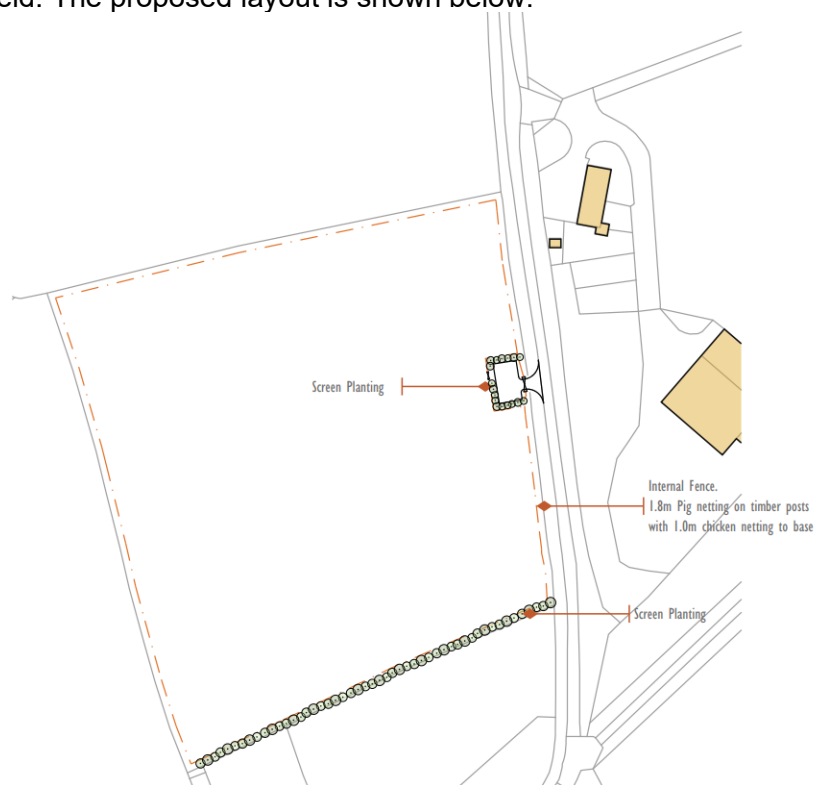 eld. The proposed layout is shown below.
Screen Planting
Internal Fence.
1.8m Pig netting on timber posts
with 1.0m chicken netting to base
Screen Planting